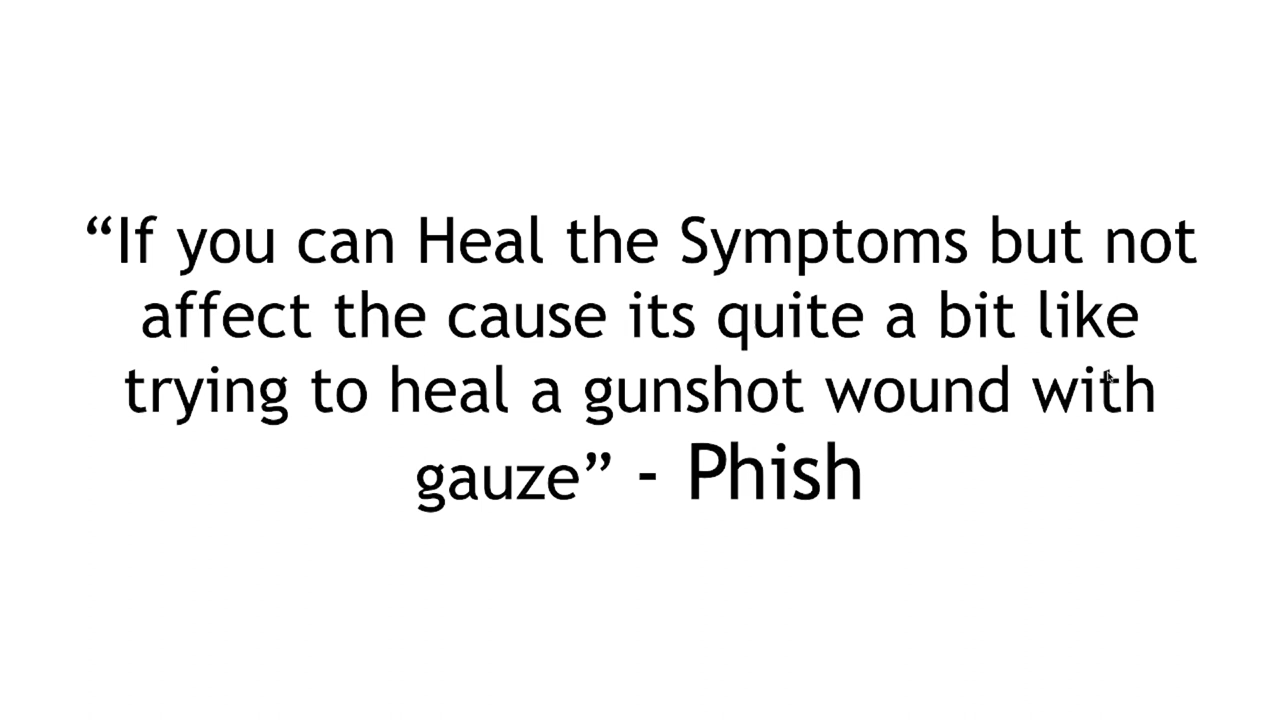 “If you can Heal the Symptoms but not
affect the cause its quite a bit like
trying to heal a gunshot wound with
gauze” - Phish